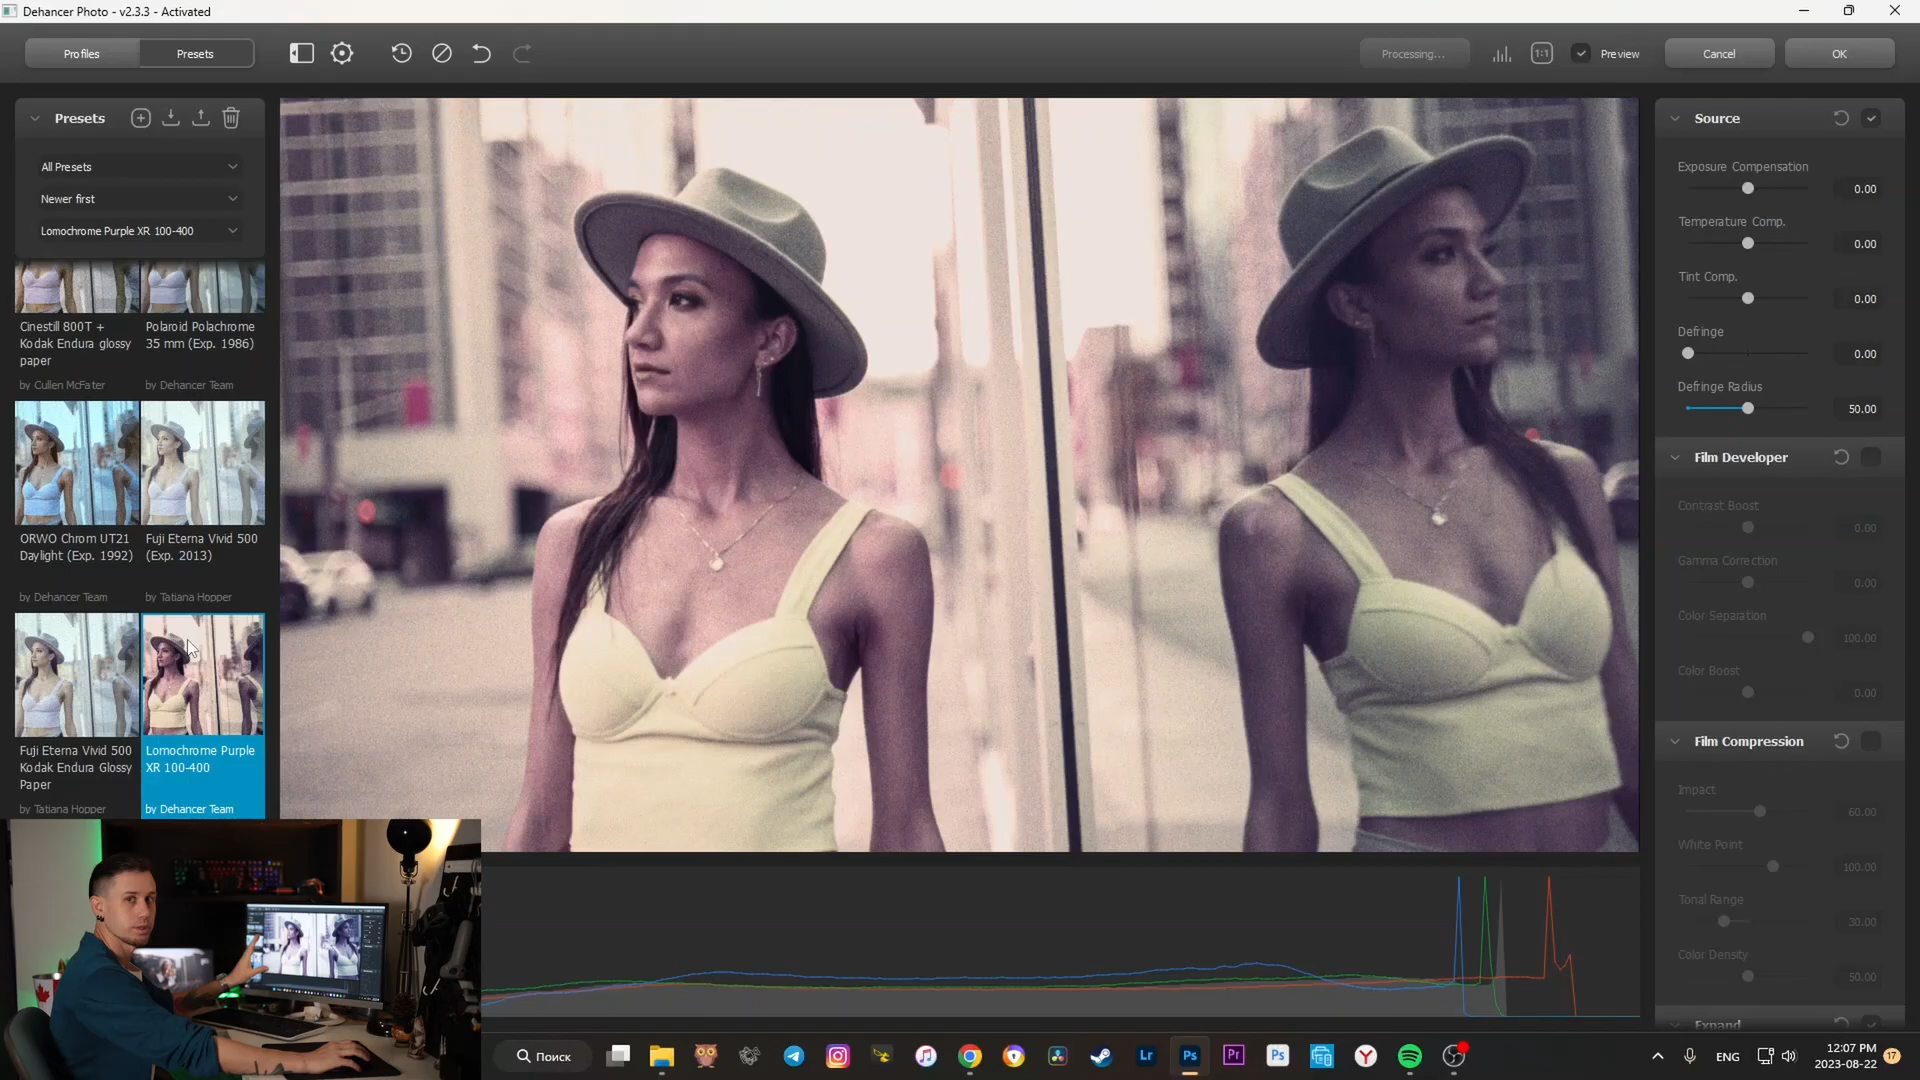 Dehancer Photo - v2.3.3 - Activated
Profiles
Presets
Processing...
1:1
Preview
Cancel
OK
Presets
All Presets
Newer first
Lomochrome Purple XR 100-400
Cinestill 800T +
Kodak Endura glossy
paper
by Cullen McFater
Polaroid Polachrome
35 mm (Exp. 1986)
by Dehancer Team
ORWO Chrom UT21
Daylight (Exp. 1992)
by Dehancer Team
Fuji Eterna Vivid 500
(Exp. 2013)
by Tatiana Hopper
Fuji Eterna Vivid 500
Kodak Endura Glossy
Paper
by Tatiana Hopper
Lomochrome Purple
XR 100-400
by Dehancer Team
Source
Exposure Compensation
0.00
Temperature Comp.
0.00
Tint Comp.
0.00
Defringe
0.00
Defringe Radius
50.00
Film Developer
Contrast Boost
0.00
Gamma Correction
0.00
Color Separation
100.00
Color Boost
0.00
Film Compression
Impact
60.00
White Point
100.00
Tonal Range
30.00
Color Density
50.00
Expand
Поиск
Lr
Ps
Pr
Ps
Y
ENG
12:07 PM
2023-08-22
17